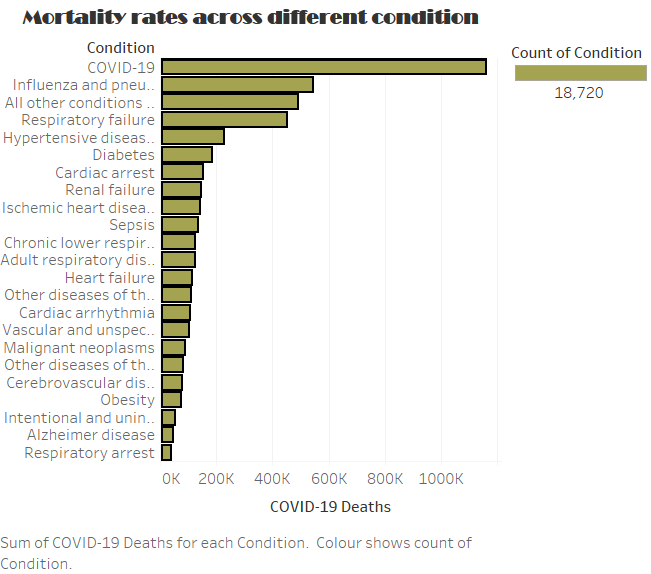 Mortality rates across different condition
Condition
COVID-19
Influenza and pneu..
All other conditions ..
Respiratory failure
Hypertensive diseas..
Diabetes
Cardiac arrest
Renal failure
Ischemic heart disea..
Sepsis
Chronic lower respir..
Adult respiratory dis..
Heart failure
Other diseases of th..
Cardiac arrhythmia
Vascular and unspec..
Malignant neoplasms
Other diseases of th..
Cerebrovascular dis..
Obesity
Intentional and unin..
Alzheimer disease
Respiratory arrest
0K 200K 400K 600K 800K 1000K
COVID-19 Deaths
Count of Condition
18,720
Sum of COVID-19 Deaths for each Condition. Colour shows count of
Condition.